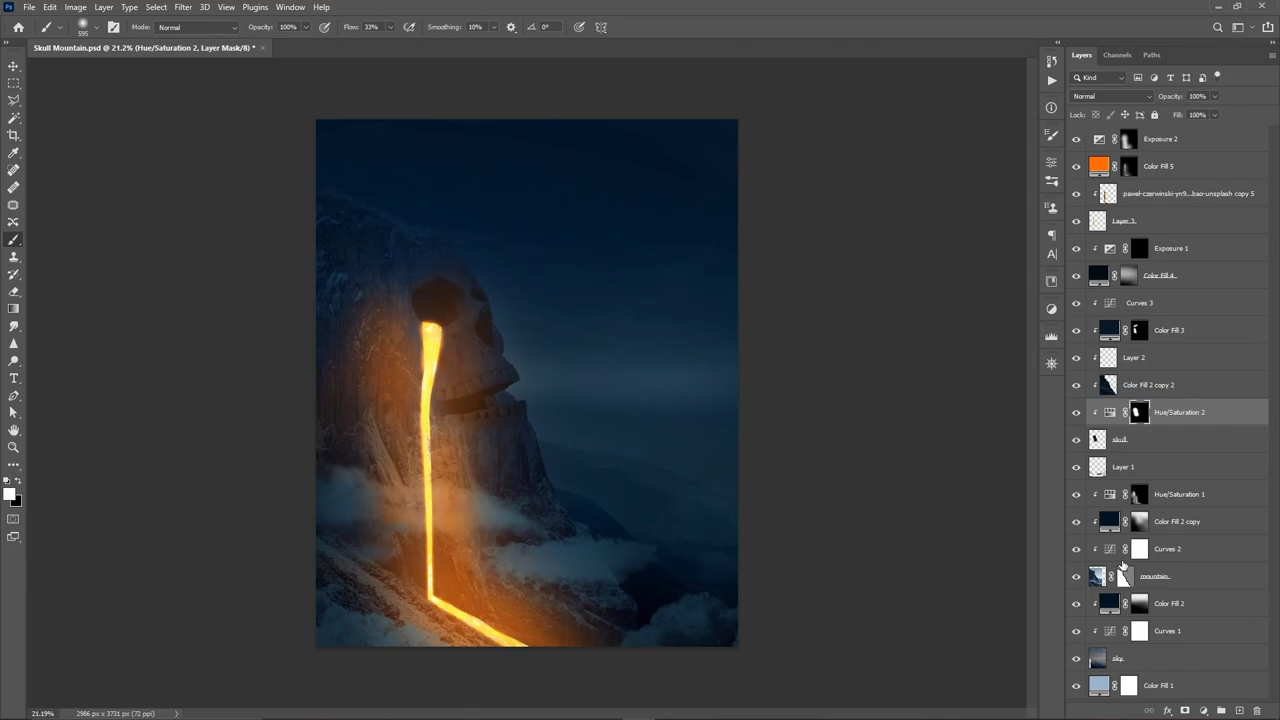 Ps File Edit Image Layer Type Select Filter 3D View Plugins Window Help
595 Mode: Normal Opacity: 100% Flow: 33% Smoothing: 10% 0°
Skull Mountain.psd @ 21.2% (Hue/Saturation 2, Layer Mask/8) *
Layers Channels Paths
Kind
Normal Opacity: 100%
Lock: Fill: 100%
Exposure 2
Color Fill 5
pawel-czerwinski-yn9...bao-unsplash copy 5
Layer 3
Exposure 1
Color Fill 4
Curves 3
Color Fill 3
Layer 2
Color Fill 2 copy 2
Hue/Saturation 2
skull
Layer 1
Hue/Saturation 1
Color Fill 2 copy
Curves 2
mountain
Color Fill 2
Curves 1
sky
Color Fill 1
21.19% 2986 px x 3731 px (72 ppi)